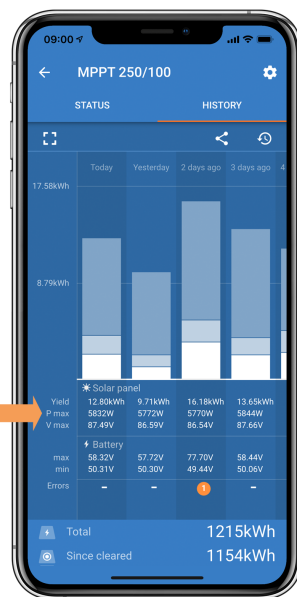 09:00
MPPT 250/100
STATUS HISTORY
Today Yesterday 2 days ago 3 days ago 4
17.58kWh
8.79kWh
Solar panel
Yield 12.80kWh 9.71kWh 16.18kWh 13.65kWh
P max 5832W 5772W 5770W 5844W
V max 87.49V 86.59V 86.54V 87.66V
Battery
max 58.32V 57.72V 77.70V 58.44V
min 50.31V 50.30V 49.44V 50.06V
Errors – – 1 –
Total 1215kWh
Since cleared 1154kWh